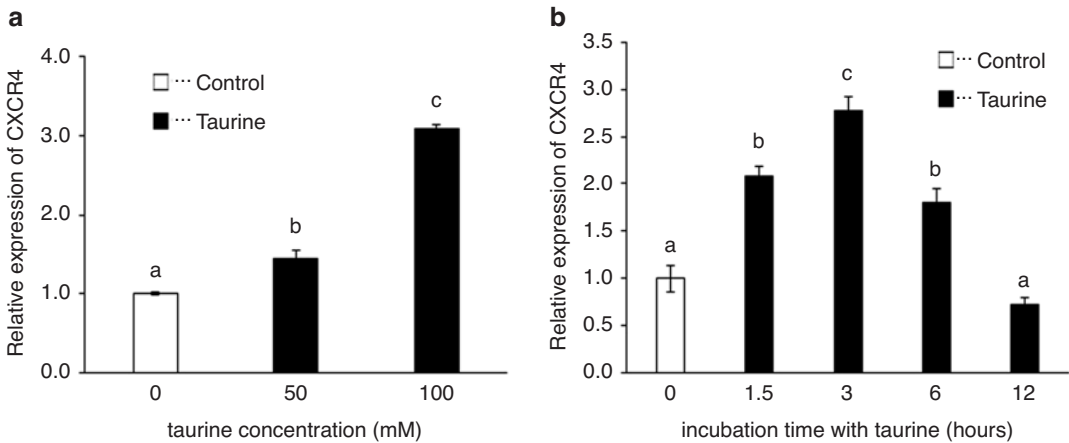 a
Relative expression of CXCR4
4.0
3.0
2.0
1.0
0.0
··· Control
··· Taurine
a
b
c
0 50 100
taurine concentration (mM)
b
Relative expression of CXCR4
3.5
3.0
2.5
2.0
1.5
1.0
0.5
0.0
··· Control
··· Taurine
a
b
c
b
a
0 1.5 3 6 12
incubation time with taurine (hours)